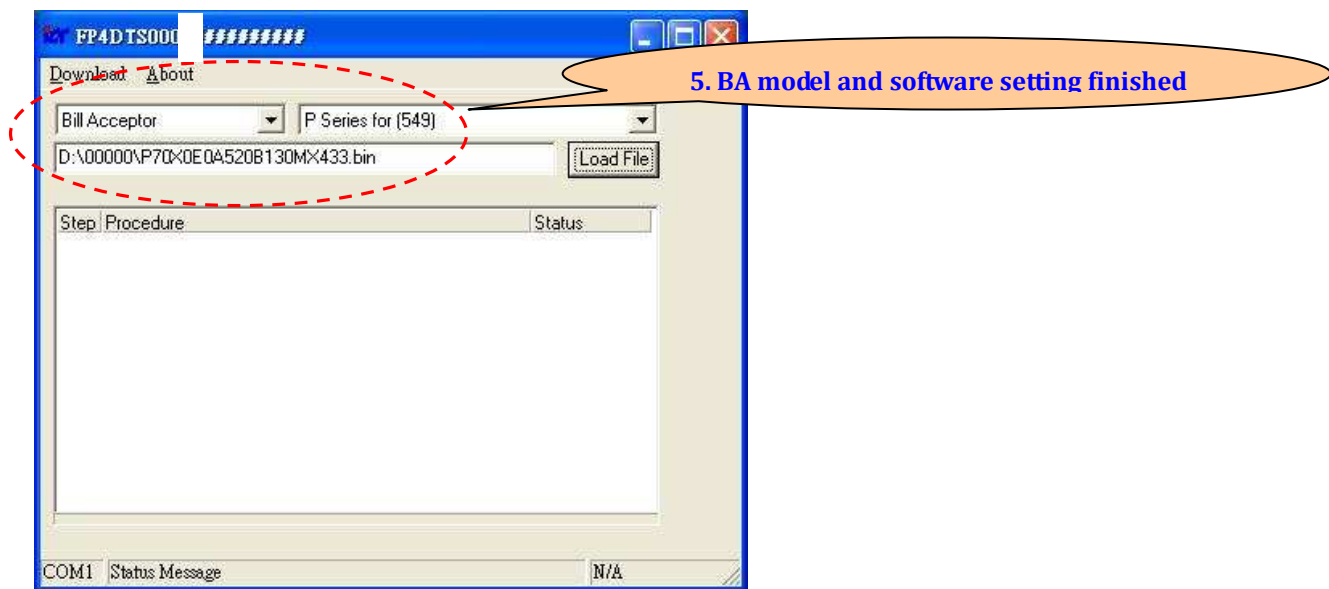 FP4DTS000 ##########
5. BA model and software setting finished
Download About
Bill Acceptor P Series for (549)
D:\00000\P70X0E0A520B130MX433.bin Load File
Step Procedure Status
COM1 Status Message N/A